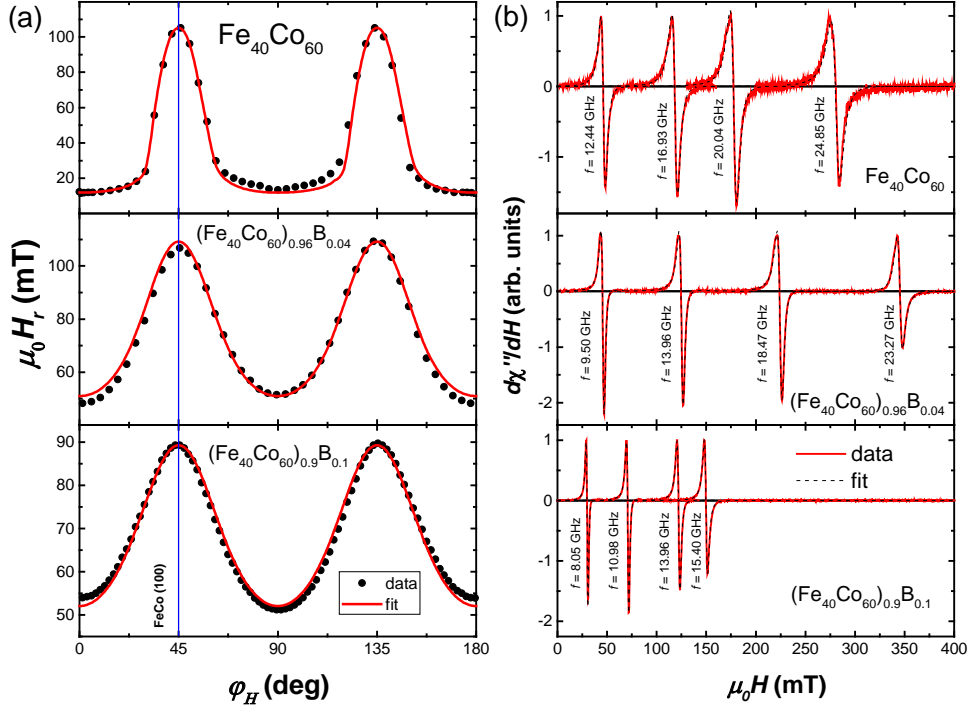 (a)
Fe₄₀Co₆₀
100
80
60
40
20
(Fe₄₀Co₆₀)₀.₉₆B₀.₀₄
100
80
60
(Fe₄₀Co₆₀)₀.₉B₀.₁
90
80
70
60
50
FeCo (100)
data
fit
0 45 90 135 180
φ_H (deg)
μ₀H_r (mT)
(b)
1
0
-1
f = 12.44 GHz
f = 16.93 GHz
f = 20.04 GHz
f = 24.85 GHz
Fe₄₀Co₆₀
1
0
-1
-2
f = 9.50 GHz
f = 13.96 GHz
f = 18.47 GHz
f = 23.27 GHz
(Fe₄₀Co₆₀)₀.₉₆B₀.₀₄
1
0
-1
-2
f = 8.05 GHz
f = 10.98 GHz
f = 13.96 GHz
f = 15.40 GHz
data
fit
(Fe₄₀Co₆₀)₀.₉B₀.₁
0 50 100 150 200 250 300 350 400
μ₀H (mT)
dχ''/dH (arb. units)